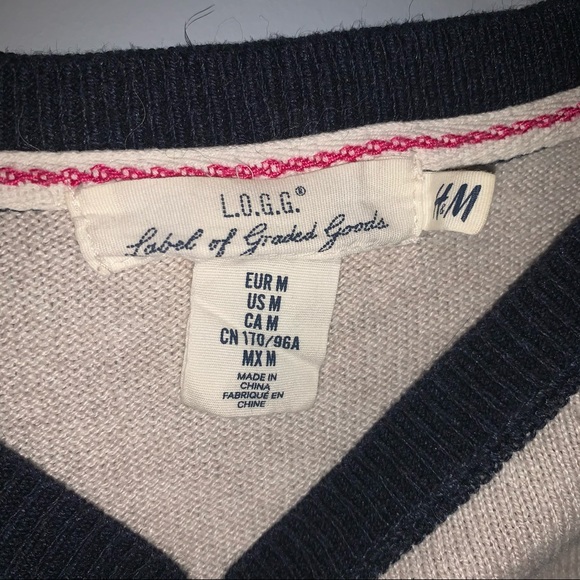 L.O.G.G.®
Label of Graded Goods
H&M
EUR M
US M
CA M
CN 170/96A
MX M
MADE IN
CHINA
FABRIQUÉ EN
CHINE